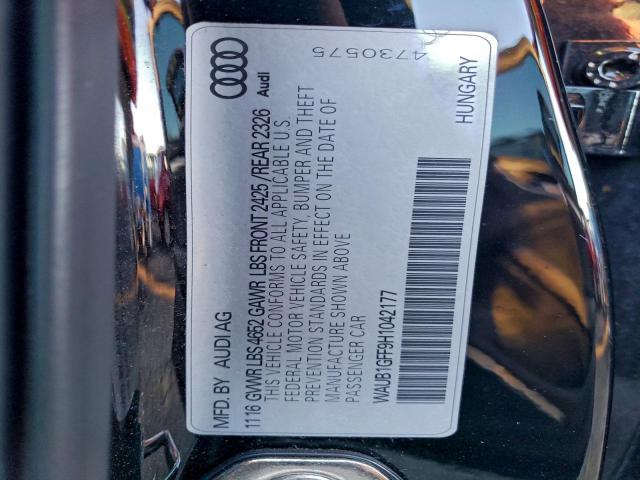 MFD. BY AUDI AG
11 16 GVWR LBS 4652 GAWR LBS FRONT 2425 / REAR 2326
THIS VEHICLE CONFORMS TO ALL APPLICABLE U.S.
FEDERAL MOTOR VEHICLE SAFETY, BUMPER AND THEFT
PREVENTION STANDARDS IN EFFECT ON THE DATE OF
MANUFACTURE SHOWN ABOVE
PASSENGER CAR
WAUB1GFF9H1042177
Audi
4730575
HUNGARY